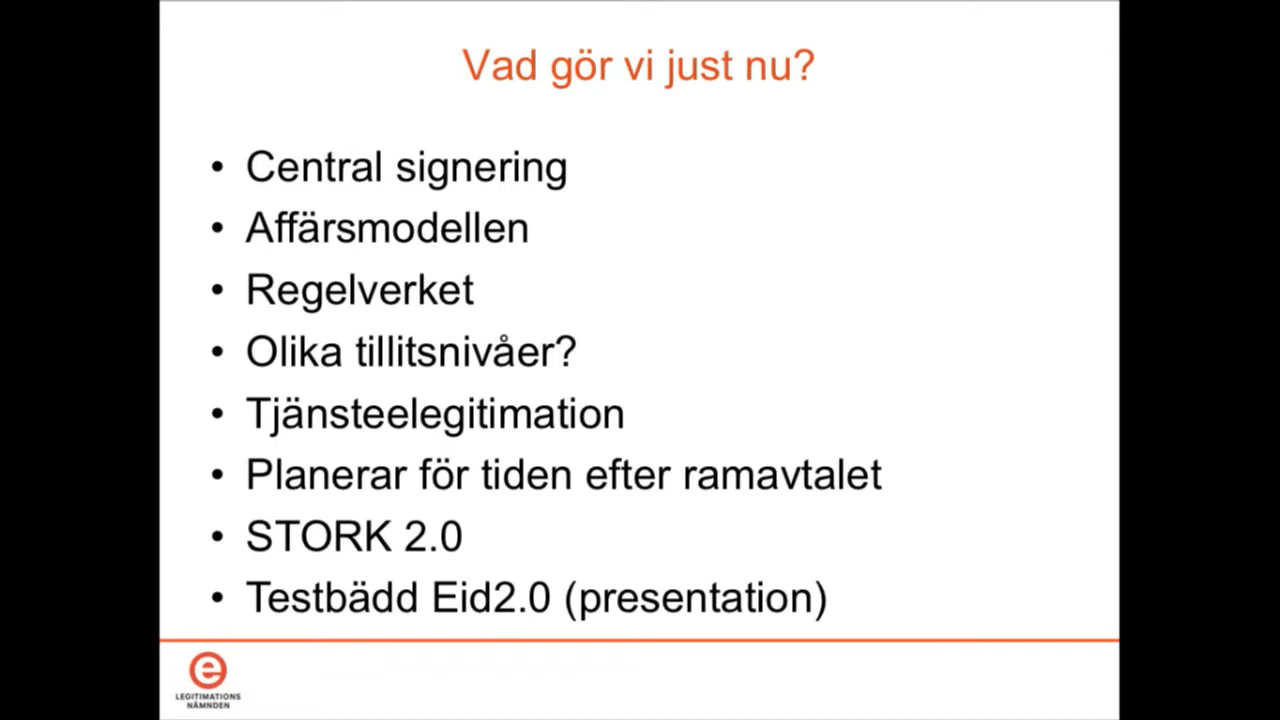 Vad gör vi just nu?
• Central signering
• Affärsmodellen
• Regelverket
• Olika tillitsnivåer?
• Tjänsteelegitimation
• Planerar för tiden efter ramavtalet
• STORK 2.0
• Testbädd Eid2.0 (presentation)
e
LEGITIMATIONS
NÄMNDEN